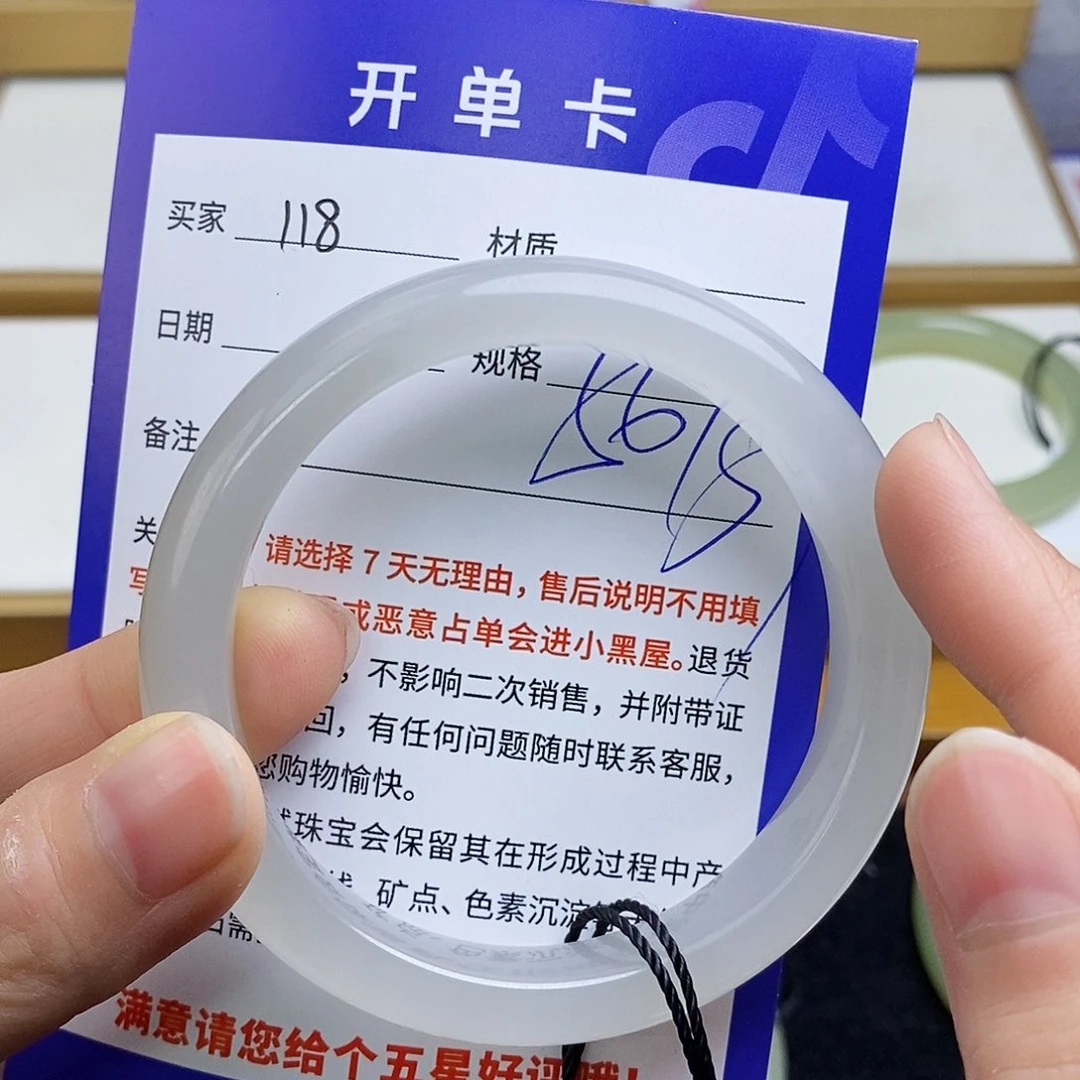 开单卡
买家 118 材质
日期 规格
备注
关
请选择7天无理由,售后说明不用填
写 或恶意占单会进小黑屋。退货
,不影响二次销售,并附带证
回,有任何问题随时联系客服,
您购物愉快。
珠宝会保留其在形成过程中产
线、矿点、色素沉淀
满意请您给个五星好评哦!